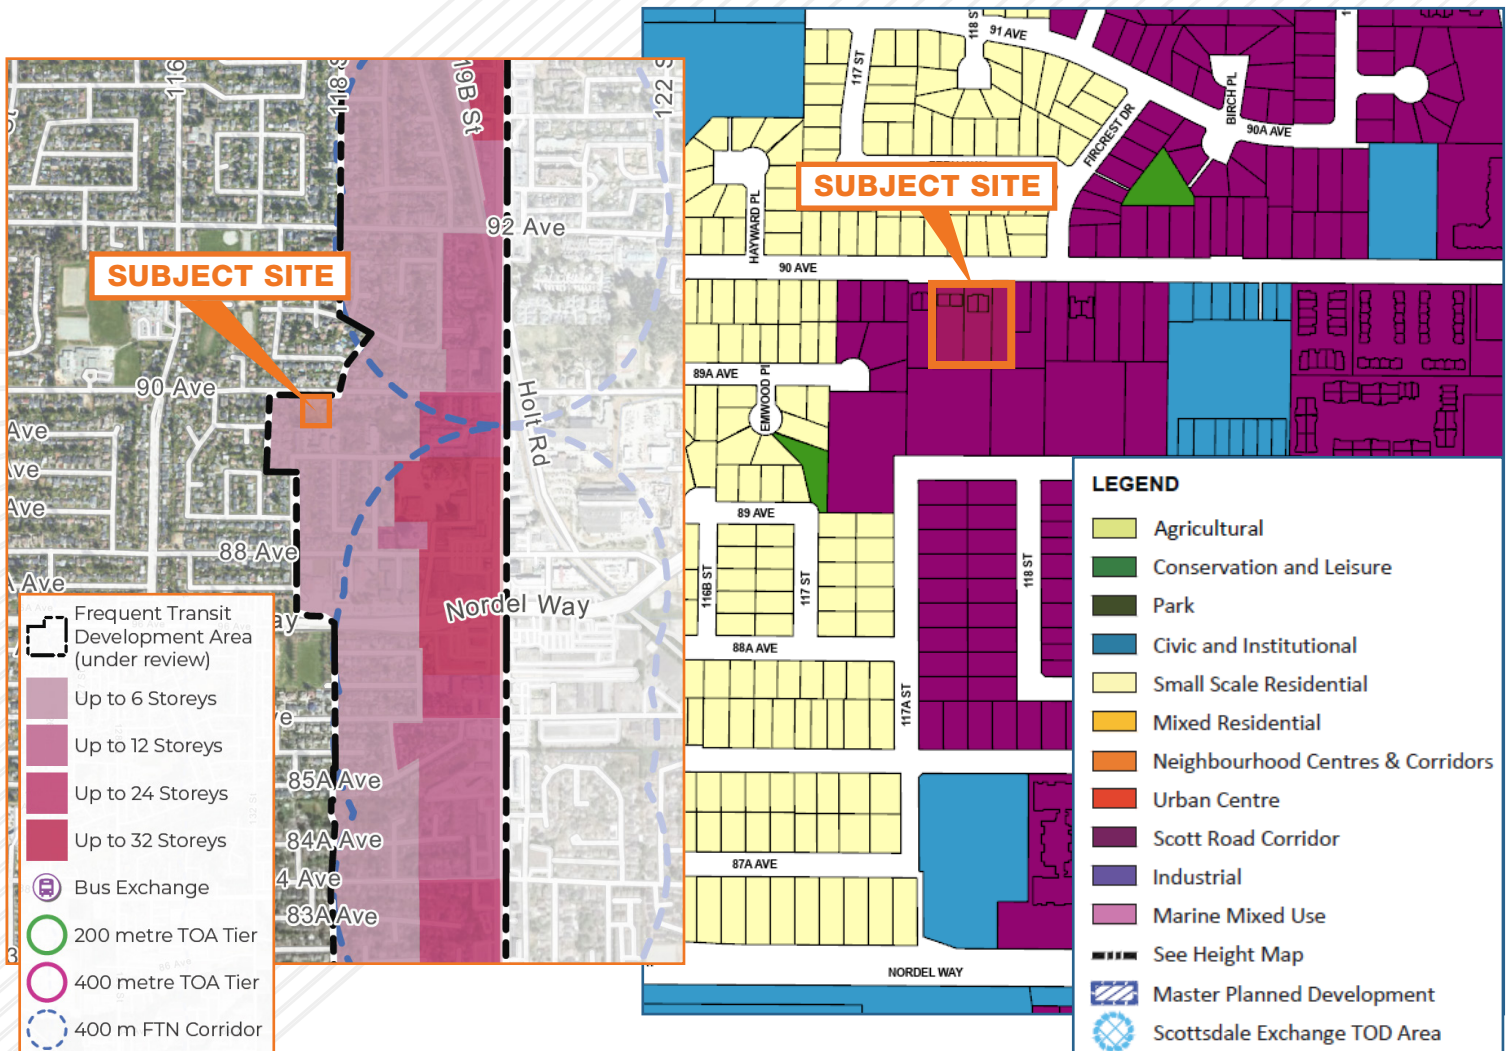 116
118 S
19B St
122 S
92 Ave
SUBJECT SITE
90 Ave
Holt Rd
Ave
Ave
Ave
88 Ave
Ave
Nordel Way
ay
ve
85A Ave
84A Ave
4 Ave
83A Ave
3
Frequent Transit
Development Area
(under review)
Up to 6 Storeys
Up to 12 Storeys
Up to 24 Storeys
Up to 32 Storeys
Bus Exchange
200 metre TOA Tier
400 metre TOA Tier
400 m FTN Corridor
118 ST
91 AVE
117 ST
BIRCH PL
90A AVE
FIRCREST DR
SUBJECT SITE
HAYWARD PL
90 AVE
89A AVE
EMWOOD PL
89 AVE
116B ST
117 ST
118 ST
88A AVE
117A ST
87A AVE
NORDEL WAY
LEGEND
Agricultural
Conservation and Leisure
Park
Civic and Institutional
Small Scale Residential
Mixed Residential
Neighbourhood Centres & Corridors
Urban Centre
Scott Road Corridor
Industrial
Marine Mixed Use
See Height Map
Master Planned Development
Scottsdale Exchange TOD Area